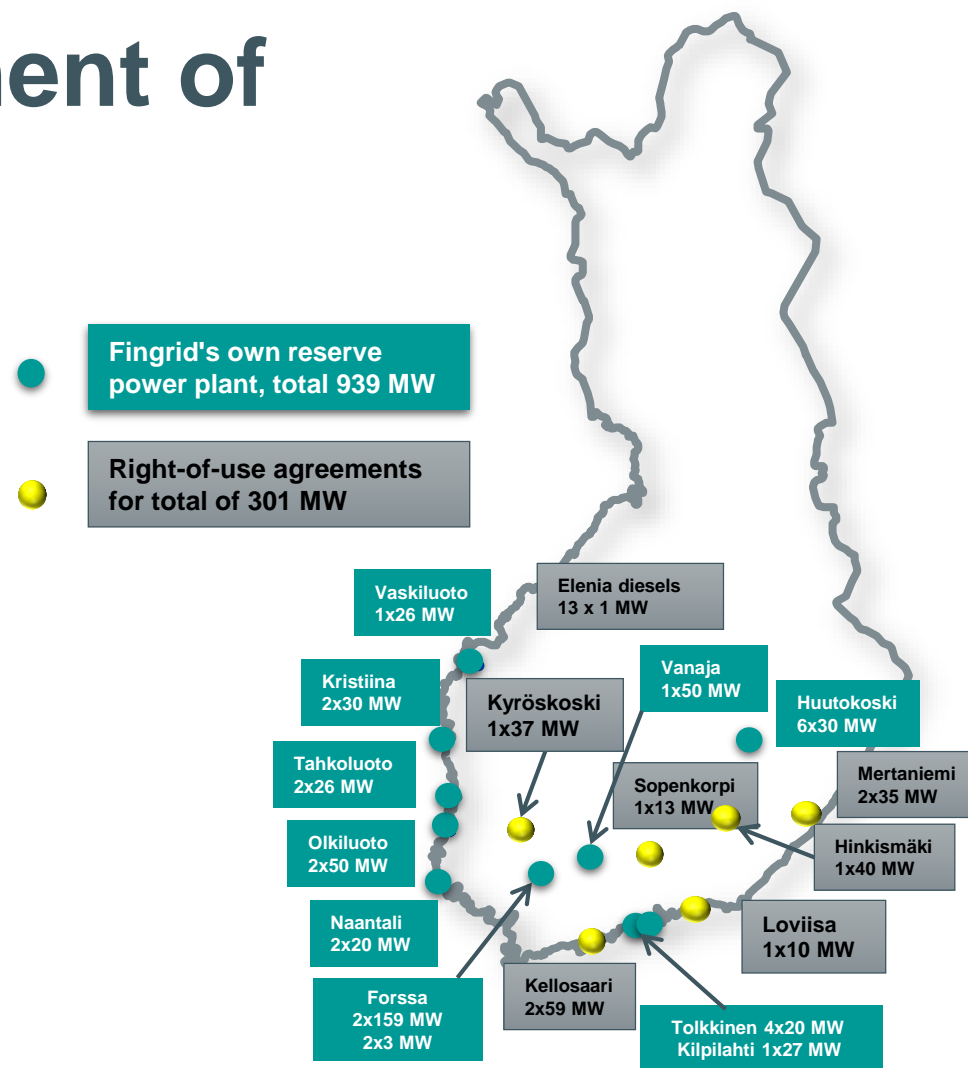 ment of
Fingrid's own reserve
power plant, total 939 MW
Right-of-use agreements
for total of 301 MW
Vaskiluoto
1x26 MW
Elenia diesels
13 x 1 MW
Kristiina
2x30 MW
Kyröskoski
1x37 MW
Vanaja
1x50 MW
Huutokoski
6x30 MW
Tahkoluoto
2x26 MW
Sopenkorpi
1x13 MW
Mertaniemi
2x35 MW
Olkiluoto
2x50 MW
Hinkismäki
1x40 MW
Naantali
2x20 MW
Loviisa
1x10 MW
Forssa
2x159 MW
2x3 MW
Kellosaari
2x59 MW
Tolkkinen 4x20 MW
Kilpilahti 1x27 MW